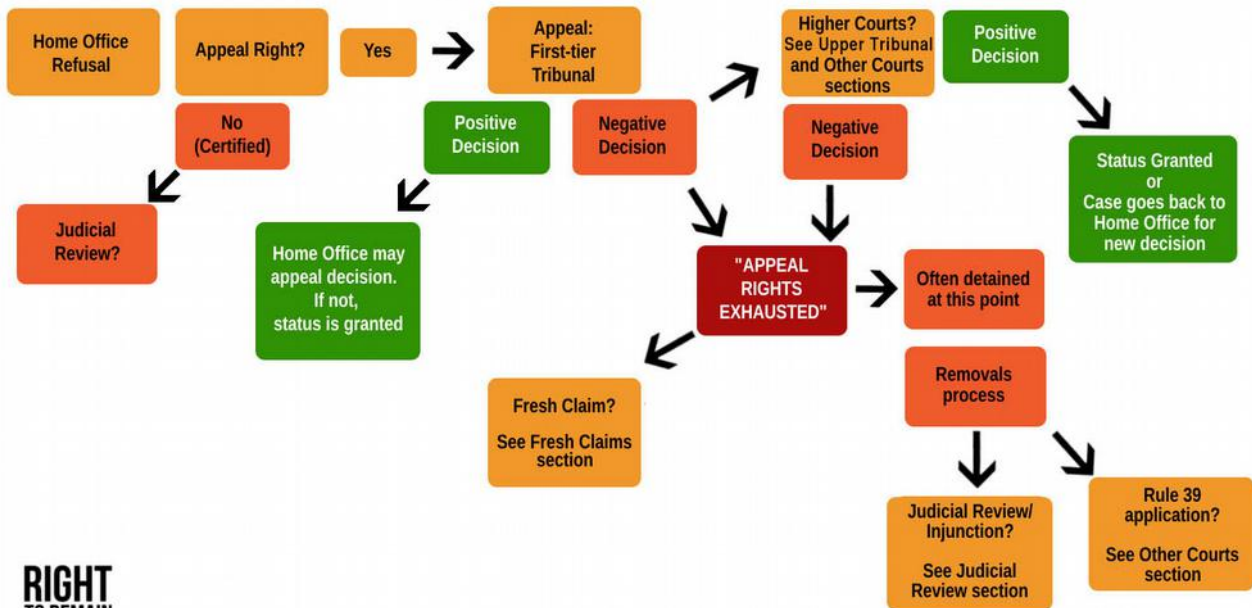 Home Office
Refusal
Appeal Right?
Yes
Appeal:
First-tier
Tribunal
Higher Courts?
See Upper Tribunal
and Other Courts
sections
Positive
Decision
No
(Certified)
Positive
Decision
Negative
Decision
Negative
Decision
Status Granted
or
Case goes back to
Home Office for
new decision
Judicial
Review?
Home Office may
appeal decision.
If not,
status is granted
"APPEAL
RIGHTS
EXHAUSTED"
Often detained
at this point
Removals
process
Fresh Claim?
See Fresh Claims
section
Judicial Review/
Injunction?
See Judicial
Review section
Rule 39
application?
See Other Courts
section
RIGHT
TO REMAIN